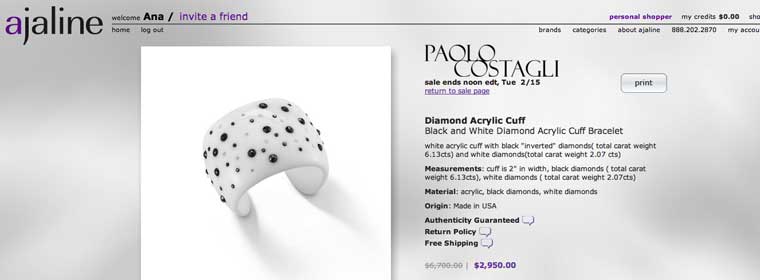 ajaline
welcome Ana / invite a friend
personal shopper my credits $0.00
home log out
brands categories about ajaline 888.202.2870
PAOLO
COSTAGLI
sale ends noon edt, Tue 2/15
return to sale page
print
Diamond Acrylic Cuff
Black and White Diamond Acrylic Cuff Bracelet
white acrylic cuff with black "inverted" diamonds( total carat weight
6.13cts) and white diamonds(total carat weight 2.07 cts)
Measurements: cuff is 2" in width, black diamonds ( total carat
weight 6.13cts), white diamonds ( total carat weight 2.07cts)
Material: acrylic, black diamonds, white diamonds
Origin: Made in USA
Authenticity Guaranteed
Return Policy
Free Shipping
$6,700.00 | $2,950.00